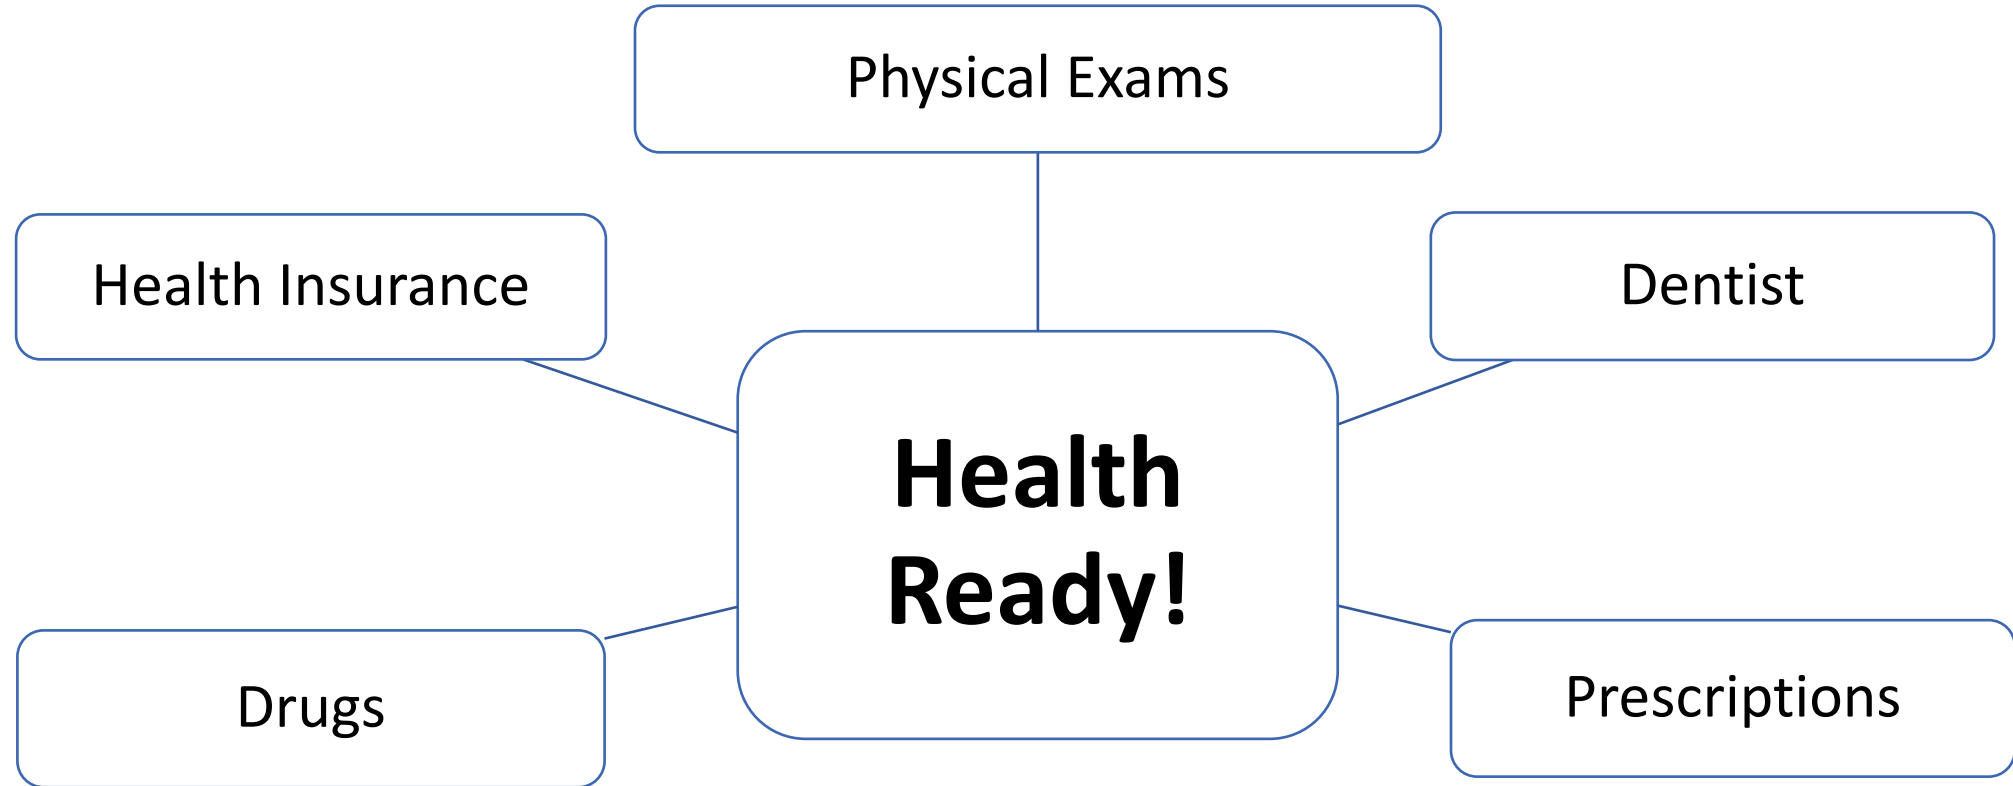 Physical Exams
Health Insurance
Dentist
Health
Ready!
Drugs
Prescriptions